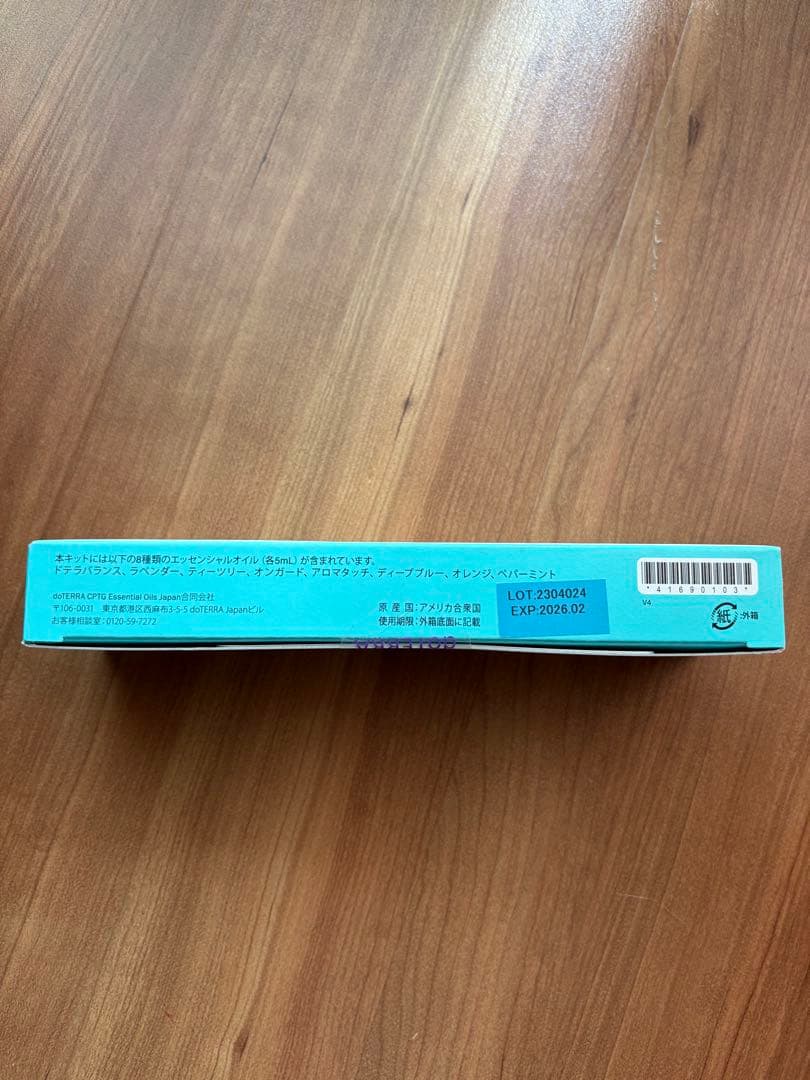 本キットには以下の8種類のエッセンシャルオイル（各5mL）が含まれています。
ドテラバランス、ラベンダー、ティーツリー、オンガード、アロマタッチ、ディープブルー、オレンジ、ペパーミント
doTERRA CPTG Essential Oils Japan合同会社
〒106-0031 東京都港区西麻布3-5-5 doTERRA Japanビル
お客様相談室：0120-59-7272
原産国：アメリカ合衆国
使用期限：外箱底面に記載
LOT:2304024
EXP:2026.02
*41690103*
V4
紙 :外箱